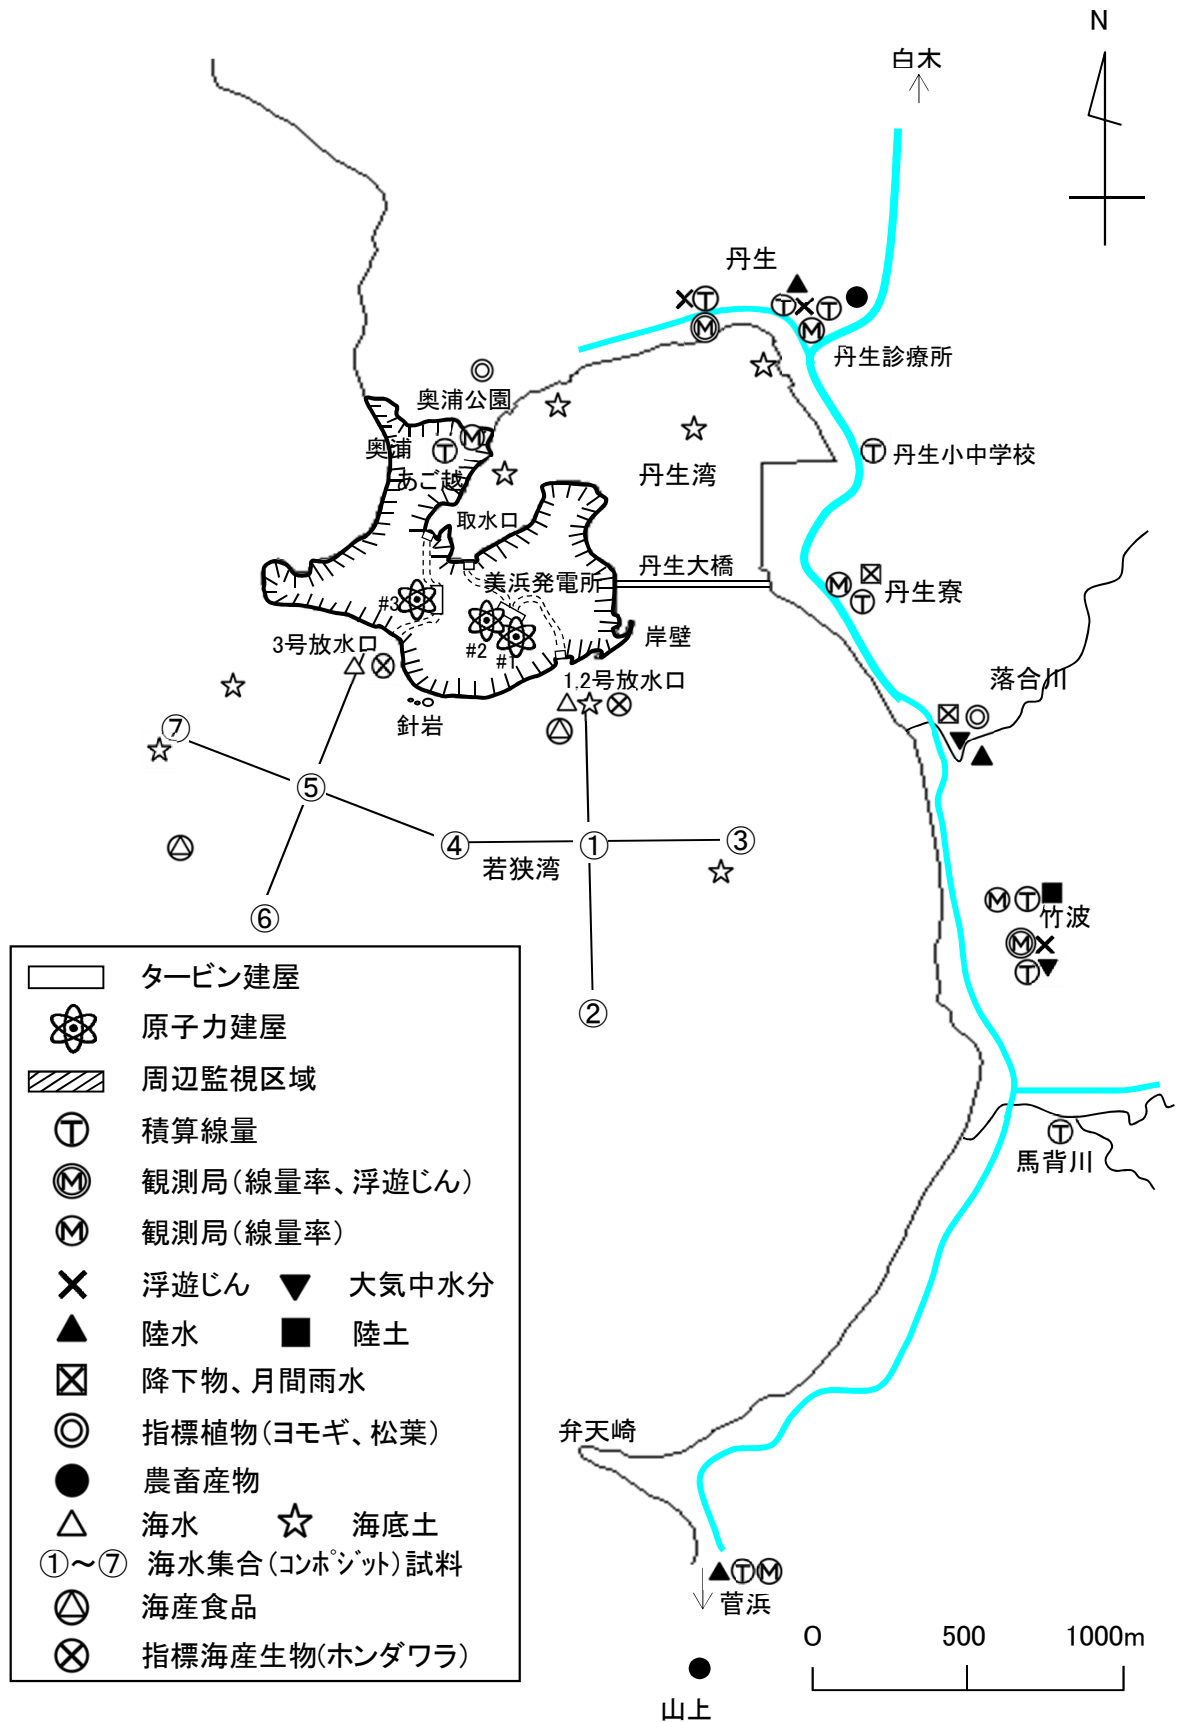 N
白木
丹生
丹生診療所
奥浦公園
奥浦
あご越
丹生小中学校
丹生湾
取水口
丹生大橋
美浜発電所
丹生寮
#3
#2
#1
岸壁
3号放水口
1,2号放水口
落合川
針岩
⑦
⑤
④
①
③
若狭湾
⑥
②
竹波
馬背川
タービン建屋
原子力建屋
周辺監視区域
Ⓣ 積算線量
Ⓜ 観測局(線量率、浮遊じん)
Ⓜ 観測局(線量率)
浮遊じん 大気中水分
陸水 陸土
降下物、月間雨水
指標植物(ヨモギ、松葉)
農畜産物
海水 海底土
①～⑦ 海水集合(コンポジット)試料
海産食品
指標海産生物(ホンダワラ)
弁天崎
菅浜
山上
O 500 1000m